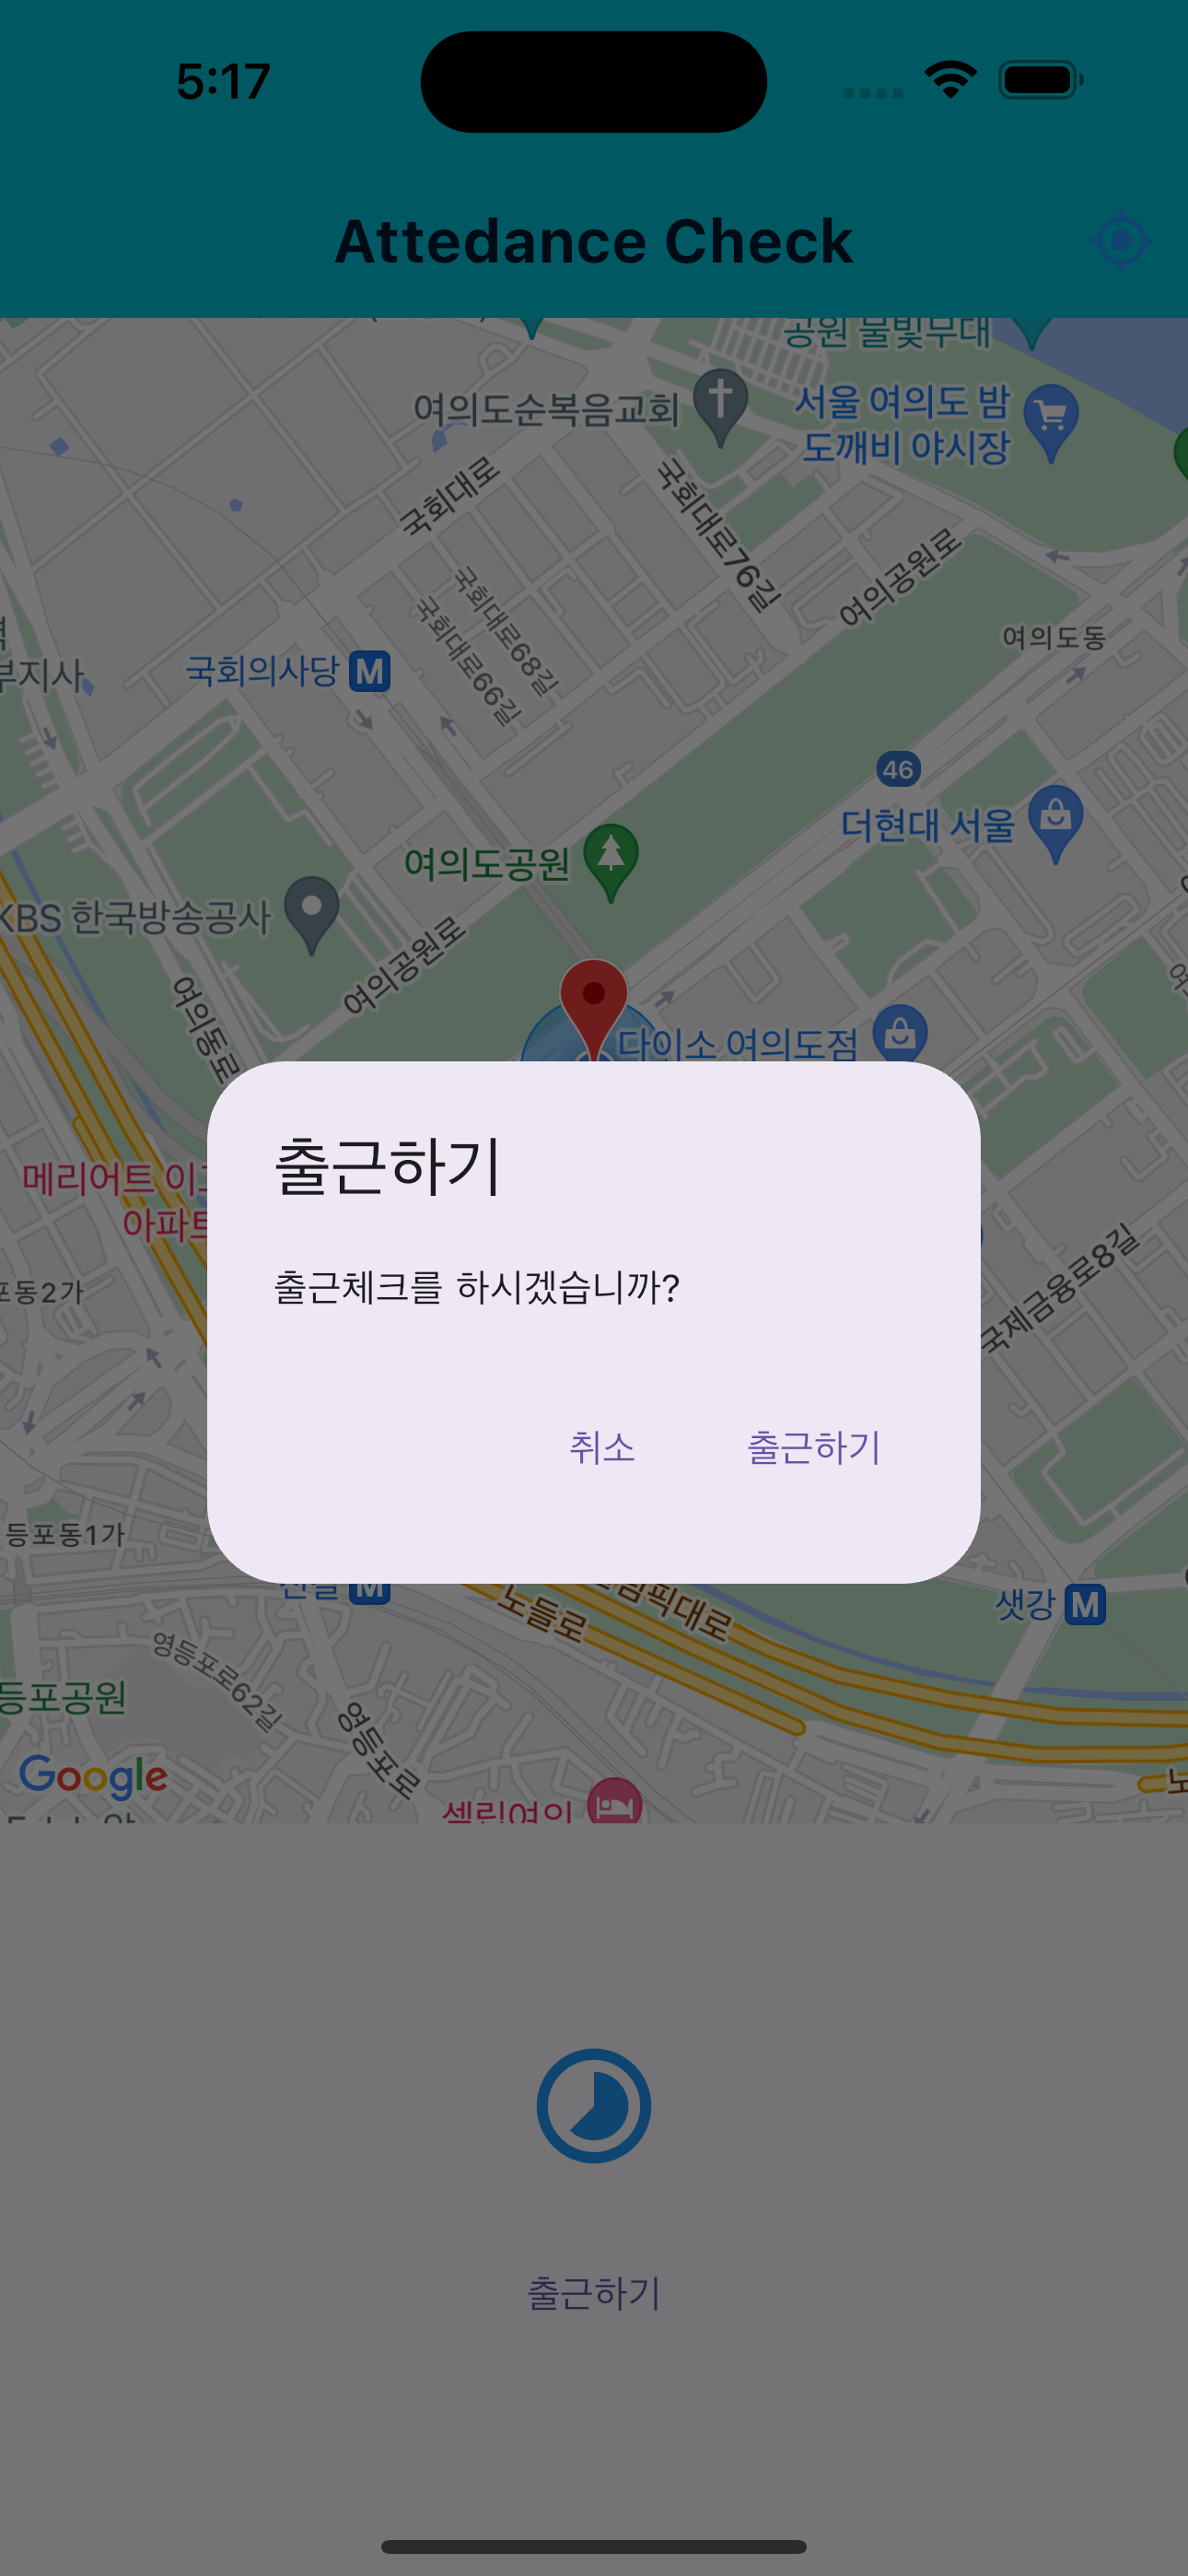 5:17
Attedance Check
공원 물빛무대
여의도순복음교회
서울 여의도 밤
도깨비 야시장
국회대로
국회대로76길
여의공원로
국회대로68길
국회대로66길
여의도동
부지사
국회의사당 M
46
더현대 서울
여의도공원
KBS 한국방송공사
여의공원로
여의동로
다이소 여의도점
출근하기
메리어트
아파트
출근체크를 하시겠습니까?
국제금융로8길
포동2가
취소
출근하기
등포동1가
M
노들로
샛강 M
영등포로62길
등포공원
영등포로
Google
출근하기